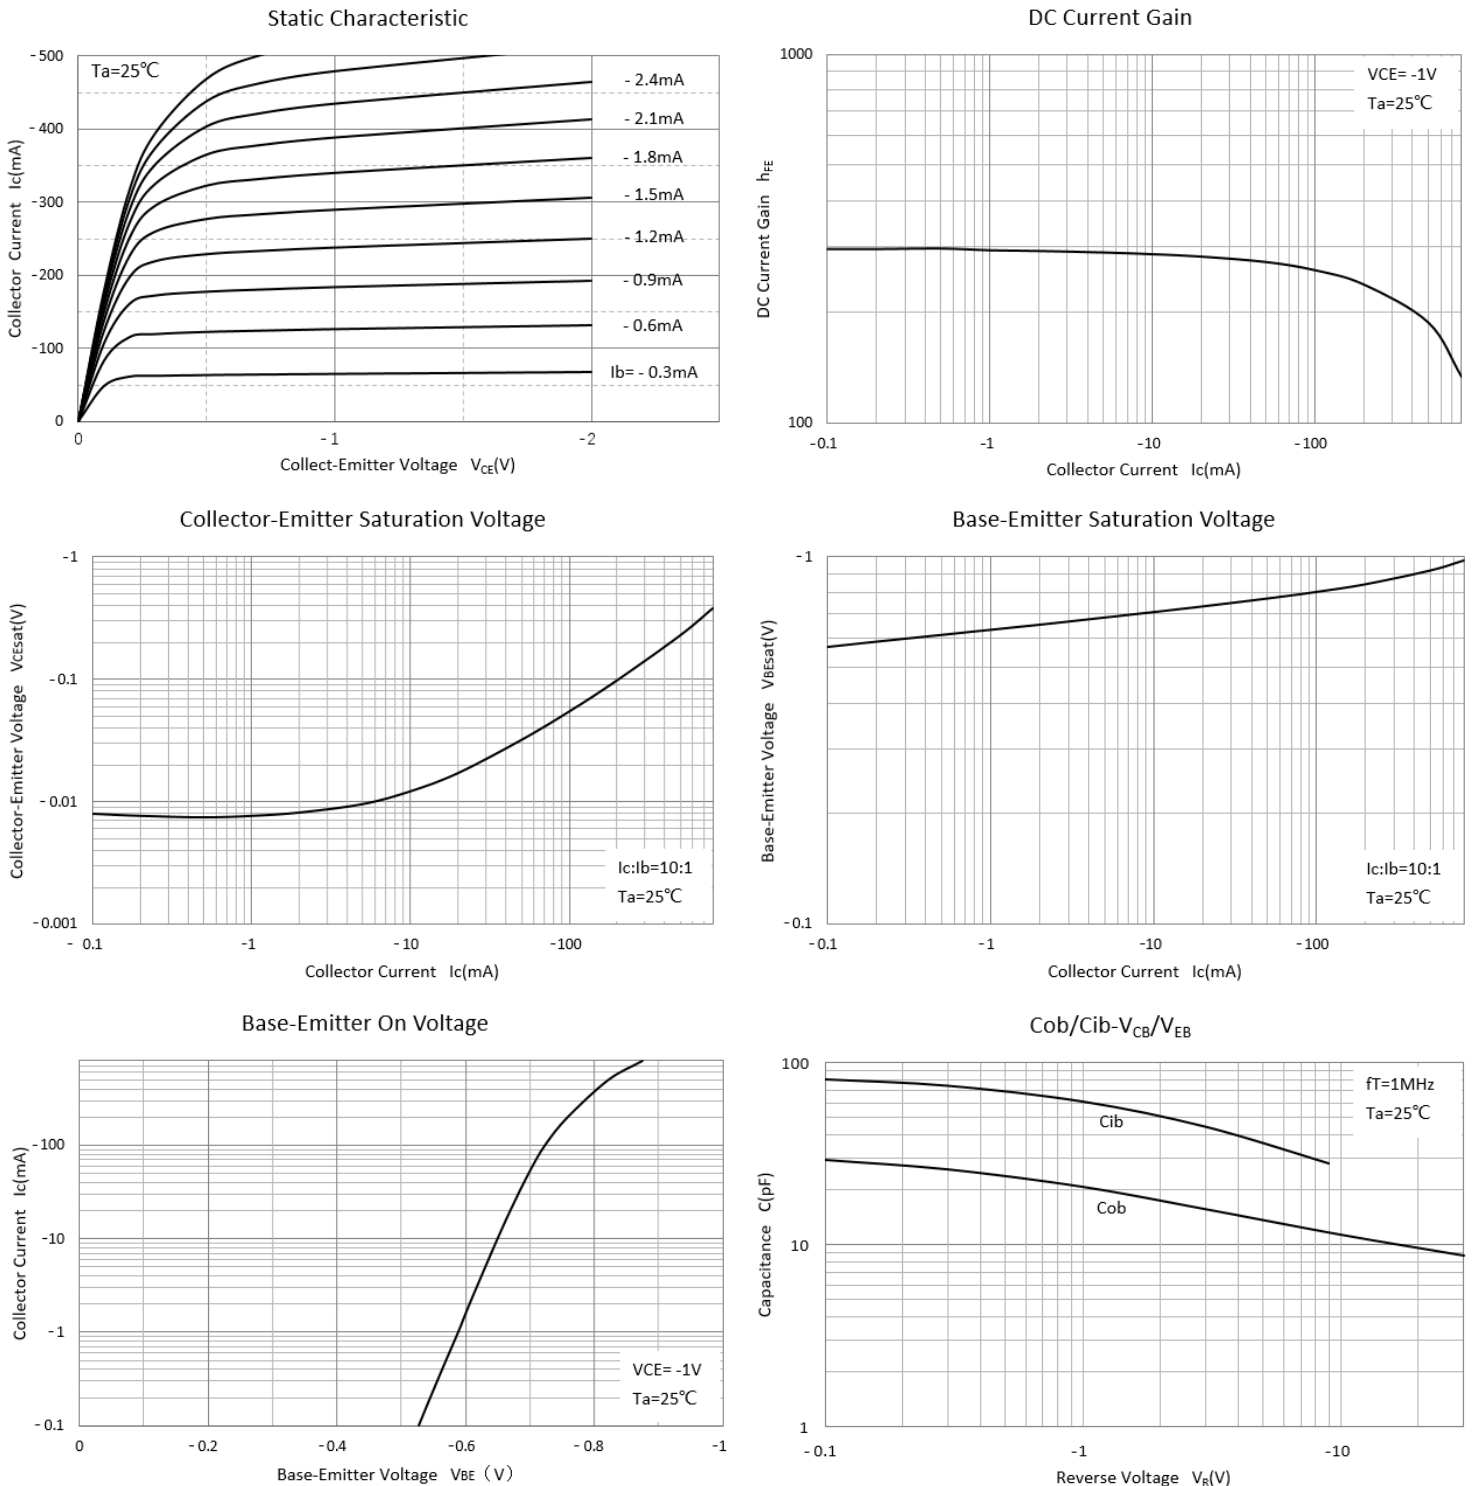 Static Characteristic
Ta=25℃
-500
-400
-300
-200
-100
0
0
-1
-2
Collector Current Ic(mA)
Collect-Emitter Voltage VCE(V)
-2.4mA
-2.1mA
-1.8mA
-1.5mA
-1.2mA
-0.9mA
-0.6mA
Ib= -0.3mA
DC Current Gain
VCE= -1V
Ta=25℃
1000
100
-0.1
-1
-10
-100
DC Current Gain hFE
Collector Current Ic(mA)
Collector-Emitter Saturation Voltage
-1
-0.1
-0.01
-0.001
- 0.1
-1
-10
-100
Collector-Emitter Voltage VCEsat(V)
Ic:Ib=10:1
Ta=25℃
Collector Current Ic(mA)
Base-Emitter Saturation Voltage
-1
-0.1
-0.1
-1
-10
-100
Base-Emitter Voltage VBEsat(V)
Ic:Ib=10:1
Ta=25℃
Collector Current Ic(mA)
Base-Emitter On Voltage
-100
-10
-1
-0.1
0
-0.2
-0.4
-0.6
-0.8
-1
Collector Current Ic(mA)
VCE= -1V
Ta=25℃
Base-Emitter Voltage VBE（V）
Cob/Cib-VCB/VEB
fT=1MHz
Ta=25℃
Cib
Cob
100
10
1
-0.1
-1
-10
Capacitance C(pF)
Reverse Voltage VR(V)